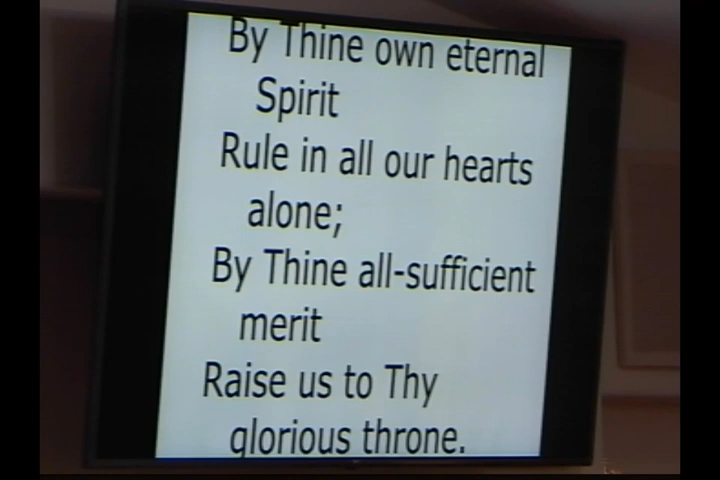 By Thine own eternal
Spirit
Rule in all our hearts
alone;
By Thine all-sufficient
merit
Raise us to Thy
glorious throne.